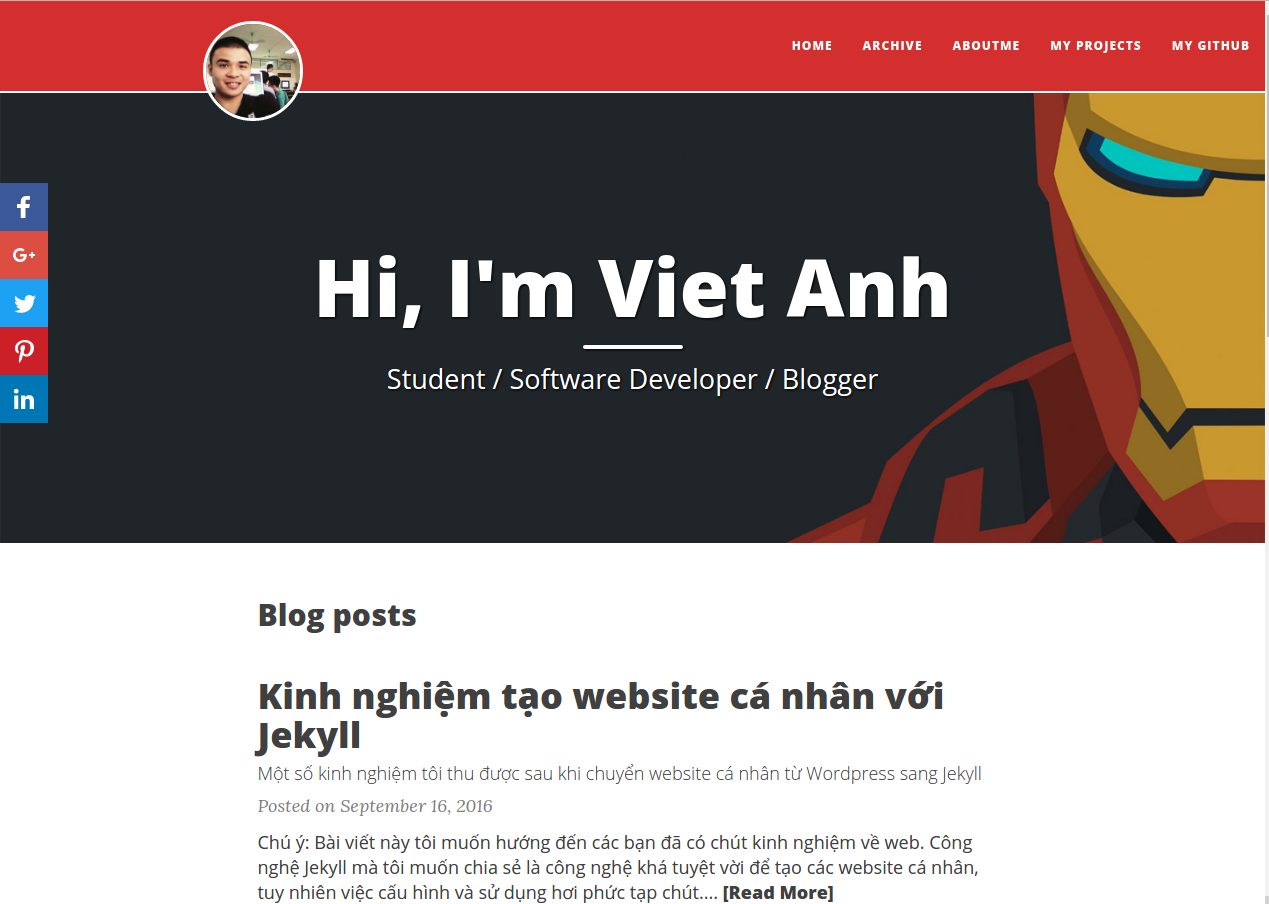 HOME ARCHIVE ABOUTME MY PROJECTS MY GITHUB
Hi, I'm Viet Anh
Student / Software Developer / Blogger
Blog posts
Kinh nghiệm tạo website cá nhân với
Jekyll
Một số kinh nghiệm tôi thu được sau khi chuyển website cá nhân từ Wordpress sang Jekyll
Posted on September 16, 2016
Chú ý: Bài viết này tôi muốn hướng đến các bạn đã có chút kinh nghiệm về web. Công
nghệ Jekyll mà tôi muốn chia sẻ là công nghệ khá tuyệt vời để tạo các website cá nhân,
tuy nhiên việc cấu hình và sử dụng hơi phức tạp chút.... [Read More]